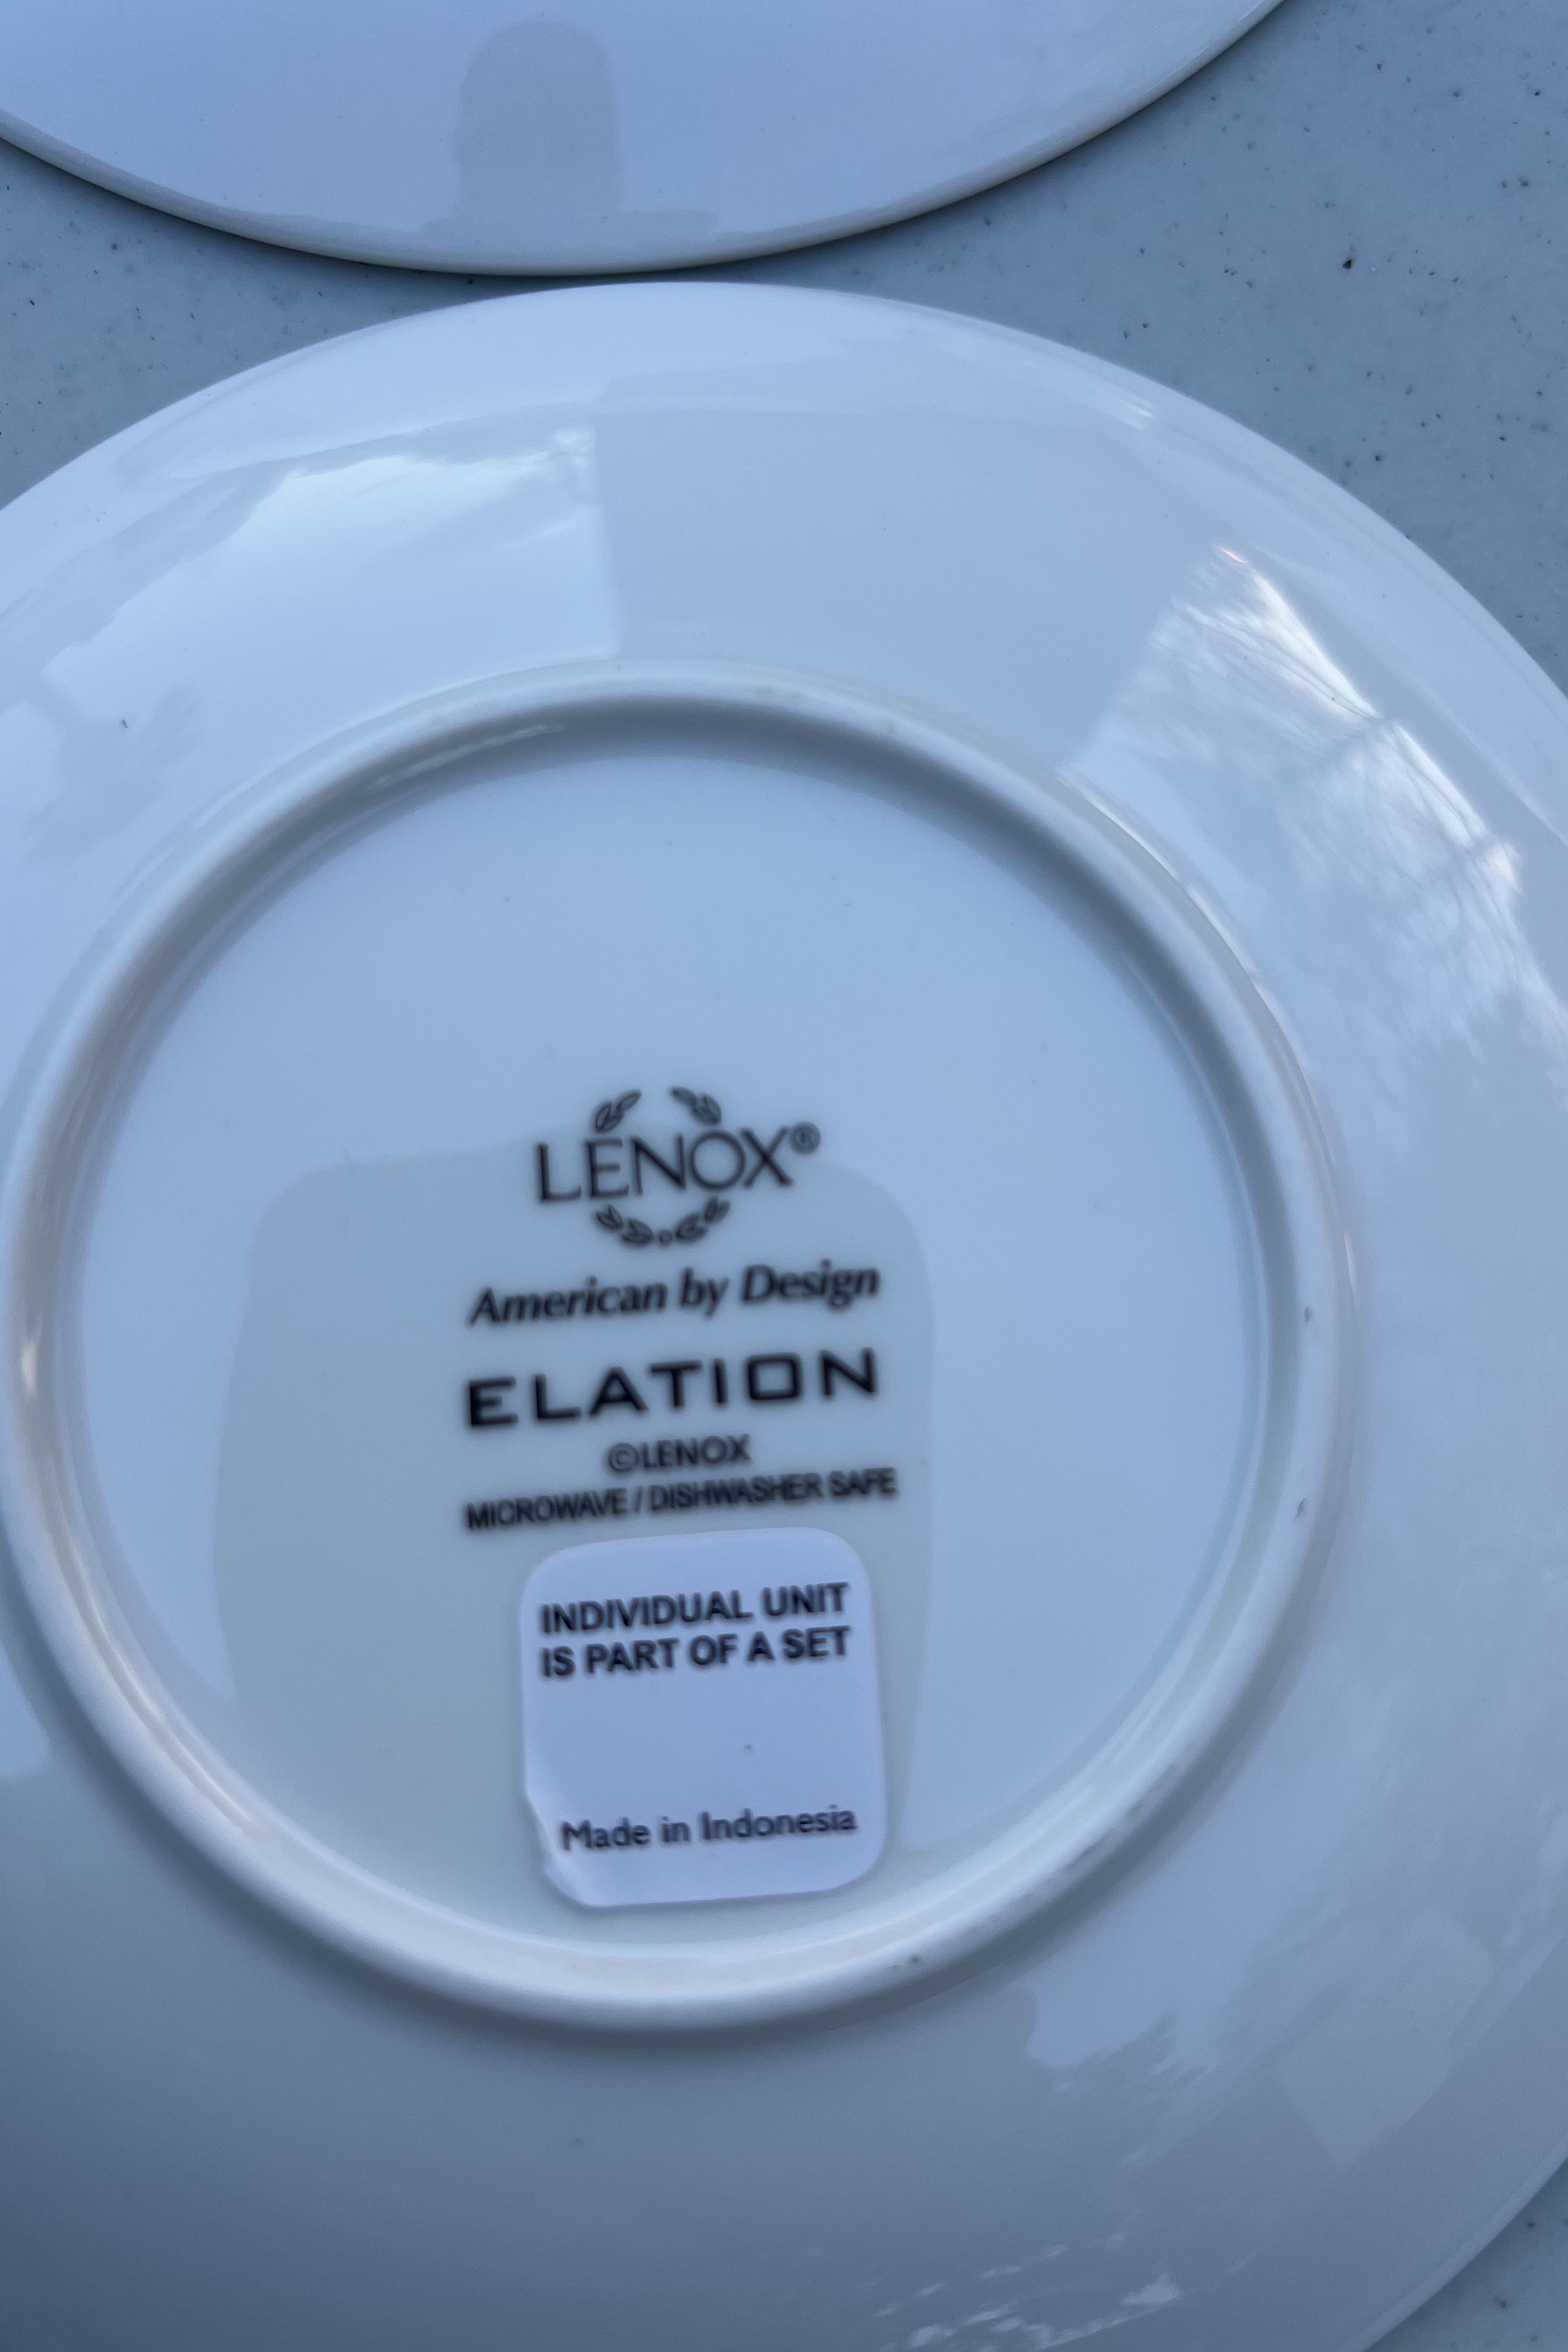 LENOX®
American by Design
ELATION
©LENOX
MICROWAVE / DISHWASHER SAFE
INDIVIDUAL UNIT
IS PART OF A SET
Made in Indonesia